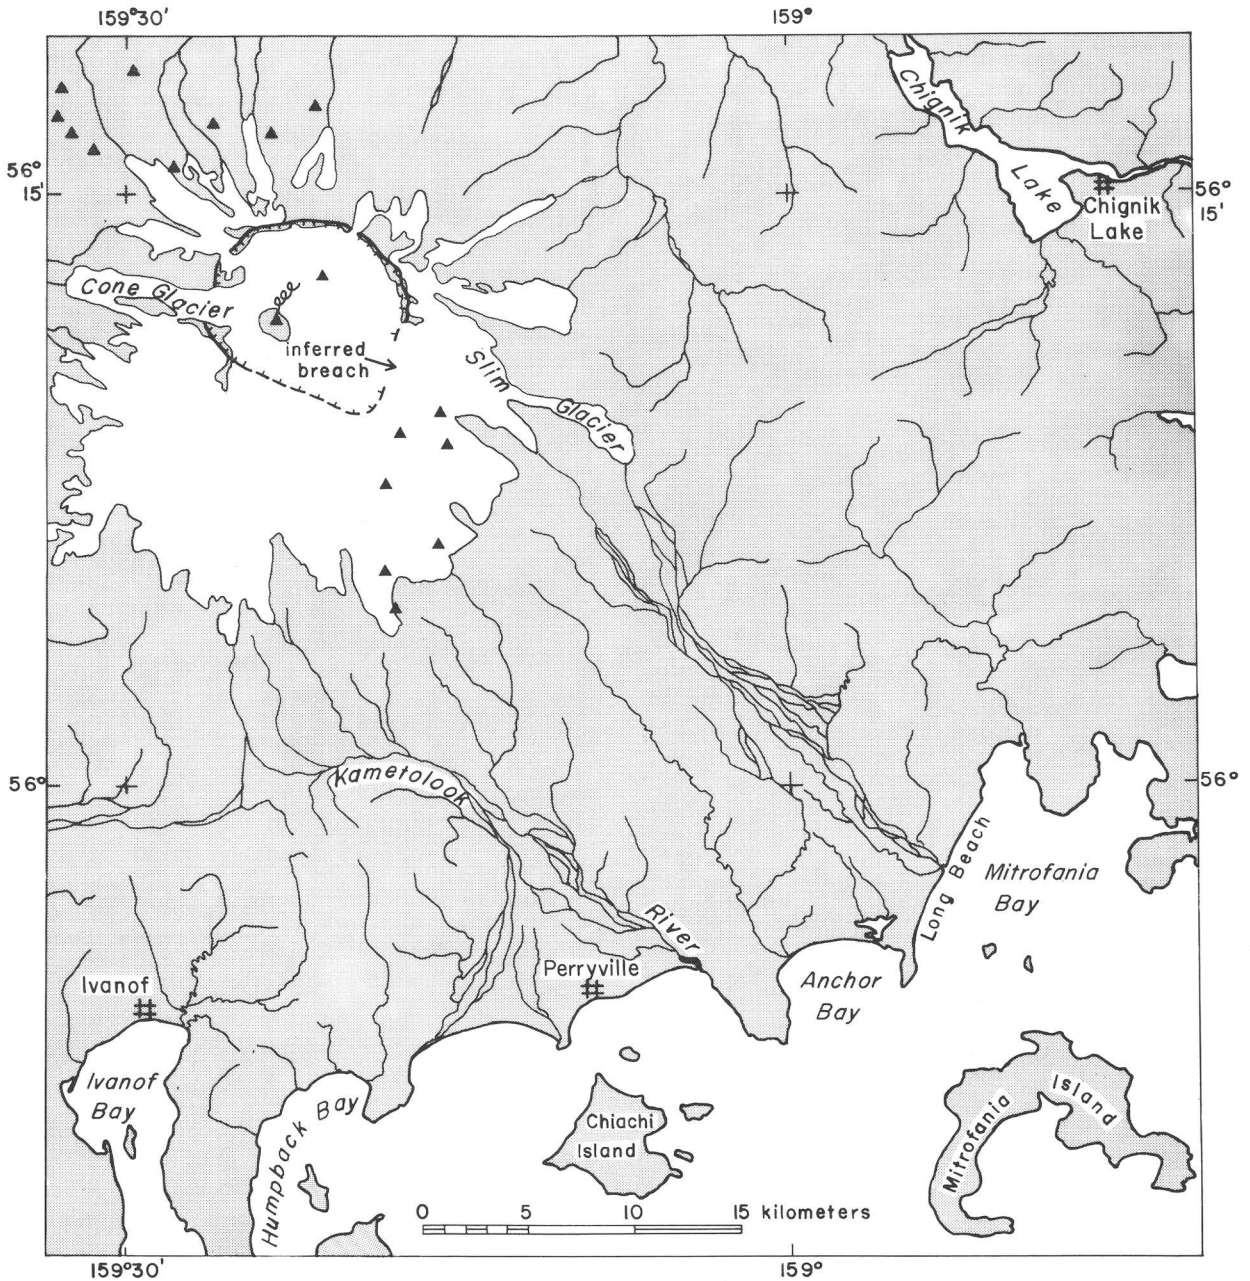 159° 30' 159°
56°
15'
56°
15'
Chignik
Lake
Chignik
Lake
Cone Glacier
inferred
breach
Slim
Glacier
56° 56°
Kametolook
River
Long Beach
Mitrofania
Bay
Ivanof
Perryville
Anchor
Bay
Ivanof
Bay
Humpback Bay
Chiachi
Island
Mitrofania
Island
0 5 10 15 kilometers
159° 30' 159°